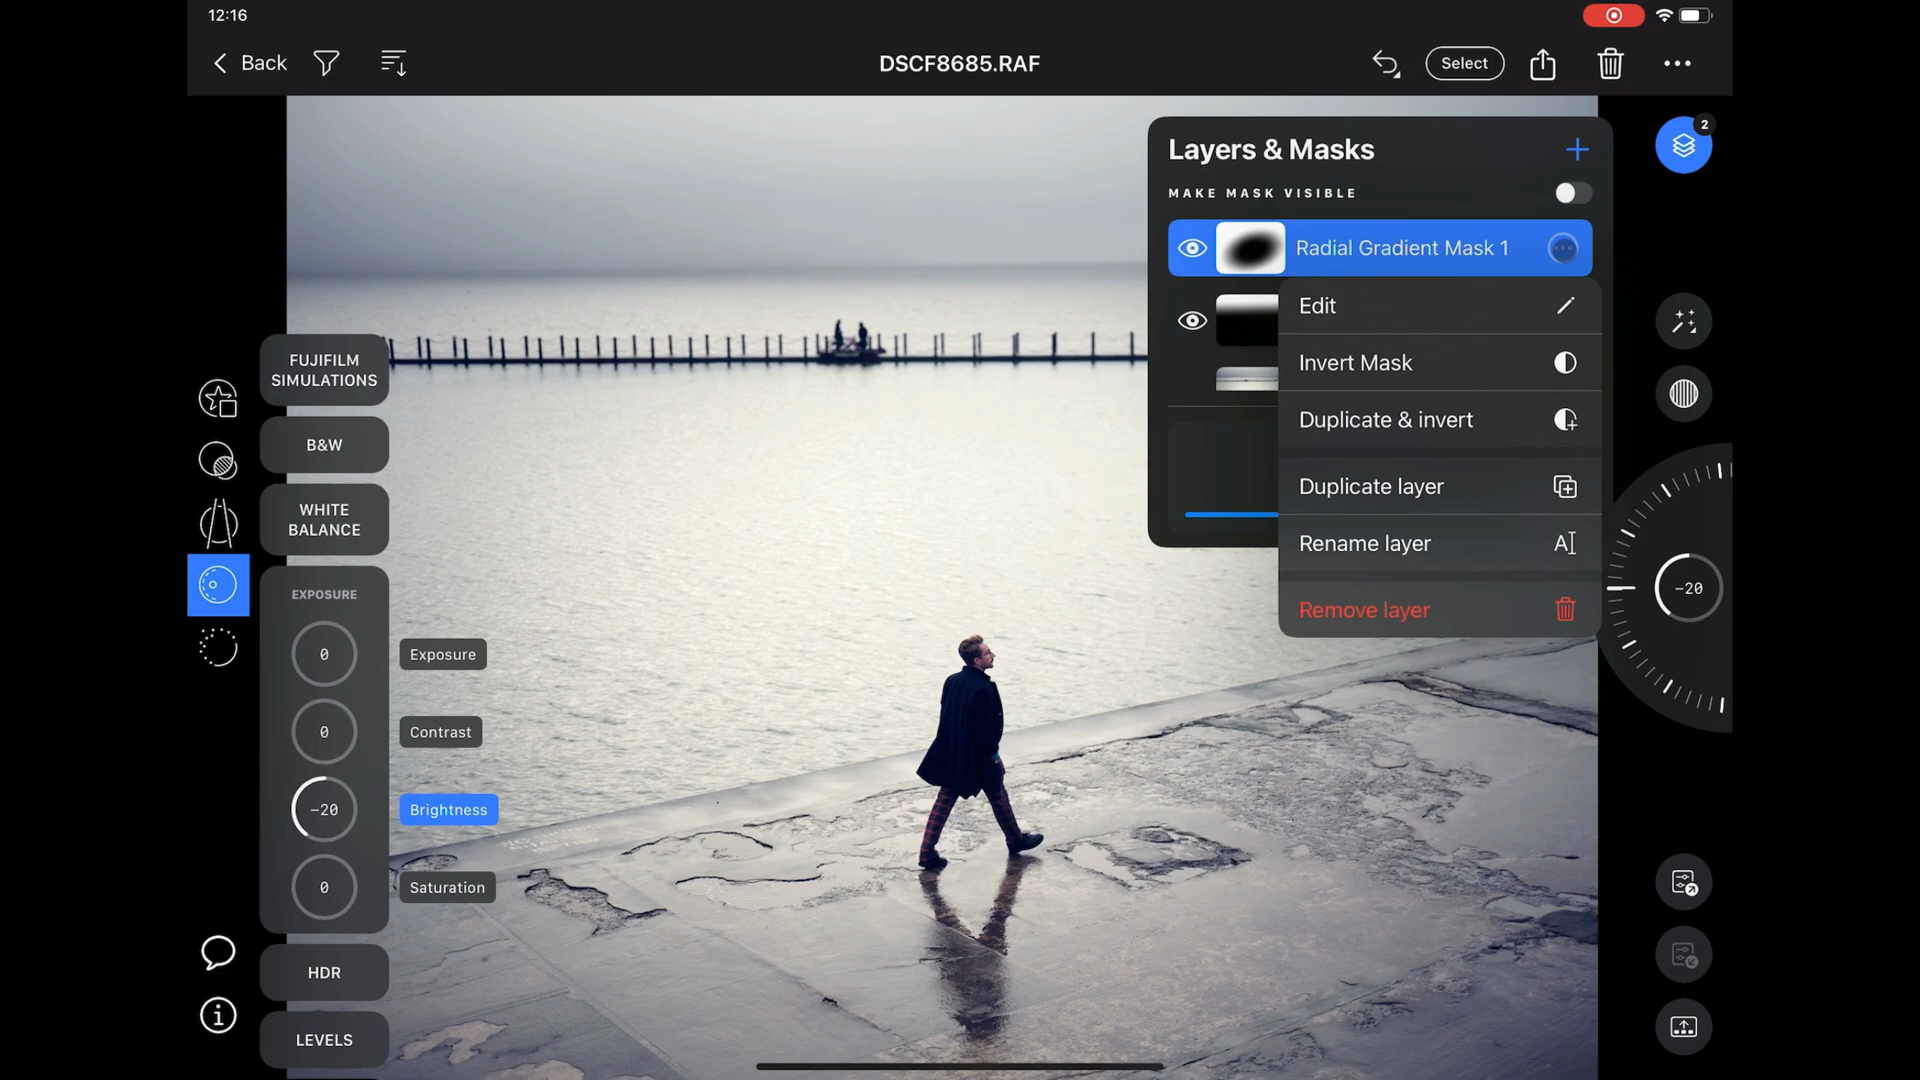 12:16
Back
DSCF8685.RAF
Select
2
Layers & Masks
MAKE MASK VISIBLE
Radial Gradient Mask 1
Edit
Invert Mask
Duplicate & invert
Duplicate layer
Rename layer
Remove layer
-20
FUJIFILM
SIMULATIONS
B&W
WHITE
BALANCE
EXPOSURE
0
Exposure
0
Contrast
-20
Brightness
0
Saturation
HDR
LEVELS